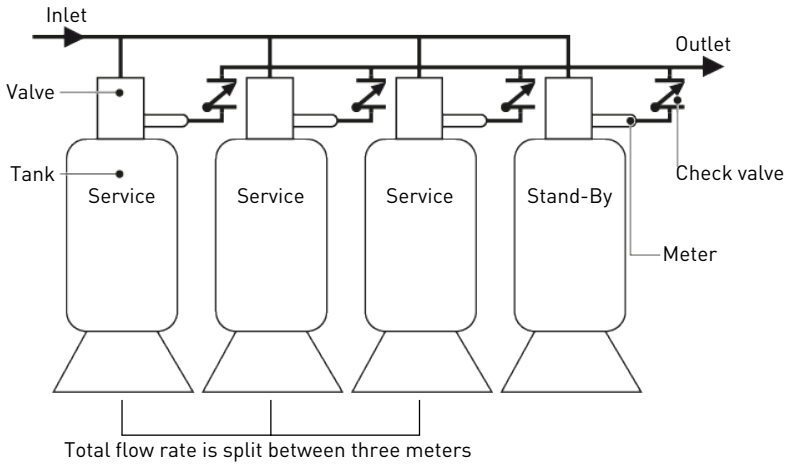 Inlet
Outlet
Valve
Tank
Service
Service
Service
Stand-By
Check valve
Meter
Total flow rate is split between three meters